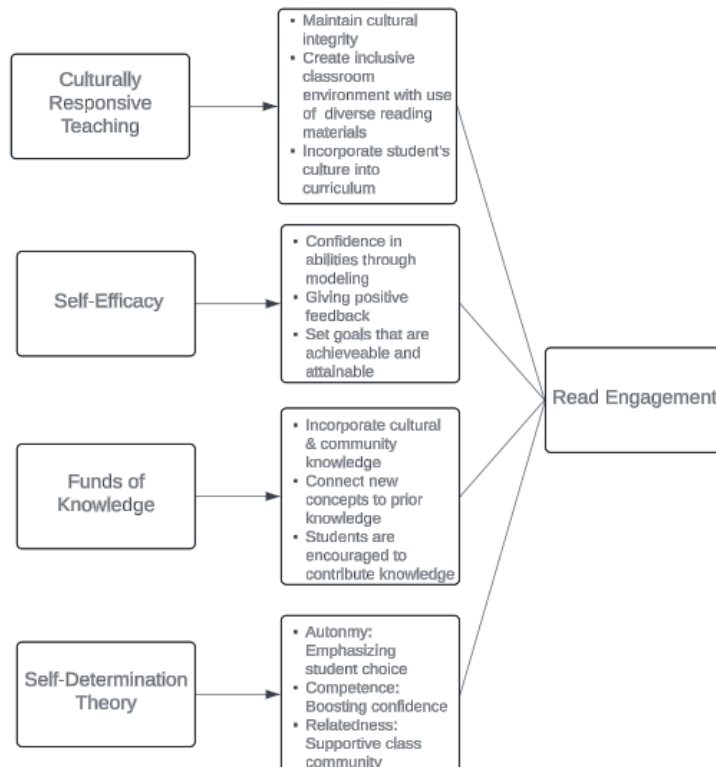 Culturally
Responsive
Teaching
▪ Maintain cultural
integrity
▪ Create inclusive
classroom
environment with use
of diverse reading
materials
▪ Incorporate student's
culture into
curriculum
Self-Efficacy
▪ Confidence in
abilities through
modeling
▪ Giving positive
feedback
▪ Set goals that are
achieveable and
attainable
Funds of
Knowledge
▪ Incorporate cultural
& community
knowledge
▪ Connect new
concepts to prior
knowledge
▪ Students are
encouraged to
contribute knowledge
Self-Determination
Theory
▪ Autonmy:
Emphasizing
student choice
▪ Competence:
Boosting confidence
▪ Relatedness:
Supportive class
community
Read Engagement